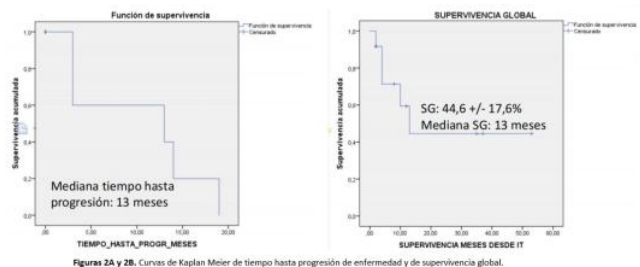 Función de supervivencia
Función de supervivencia
Censurado
Supervivencia acumulada
1,0
0,8
0,6
0,4
0,2
0,0
Mediana tiempo hasta
progresión: 13 meses
,00
5,00
10,00
15,00
20,00
TIEMPO_HASTA_PROGR_MESES
SUPERVIVENCIA GLOBAL
Función de supervivencia
Censurado
Supervivencia acumulada
1,0
0,8
0,6
0,4
0,2
0,0
SG: 44,6 +/- 17,6%
Mediana SG: 13 meses
,00
10,00
20,00
30,00
40,00
50,00
60,00
SUPERVIVENCIA MESES DESDE IT
Figuras 2A y 2B. Curvas de Kaplan Meier de tiempo hasta progresión de enfermedad y de supervivencia global.